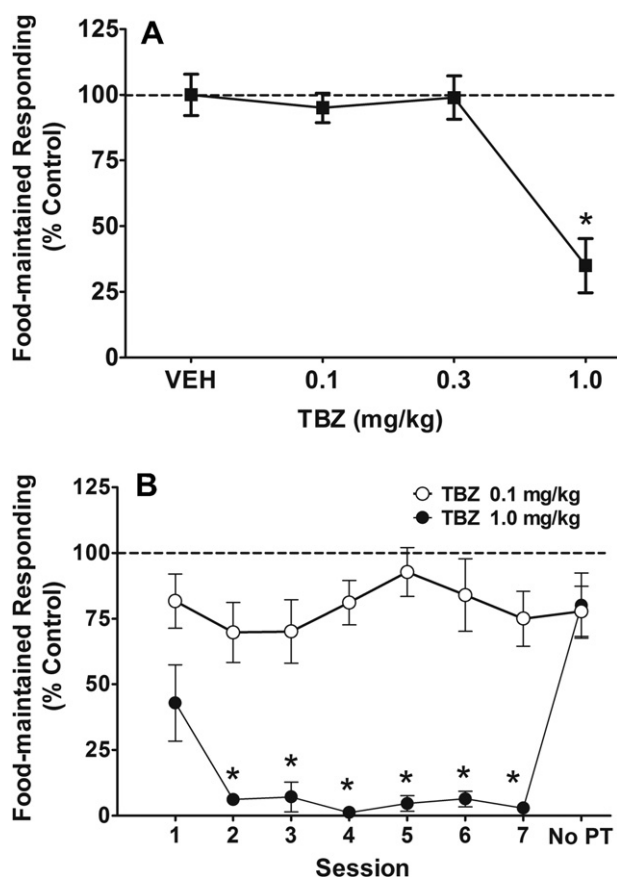 A
Food-maintained Responding
(% Control)
125
100
75
50
25
0
*
VEH 0.1 0.3 1.0
TBZ (mg/kg)
B
Food-maintained Responding
(% Control)
125
100
75
50
25
0
TBZ 0.1 mg/kg
TBZ 1.0 mg/kg
* * * * * *
1 2 3 4 5 6 7 No PT
Session